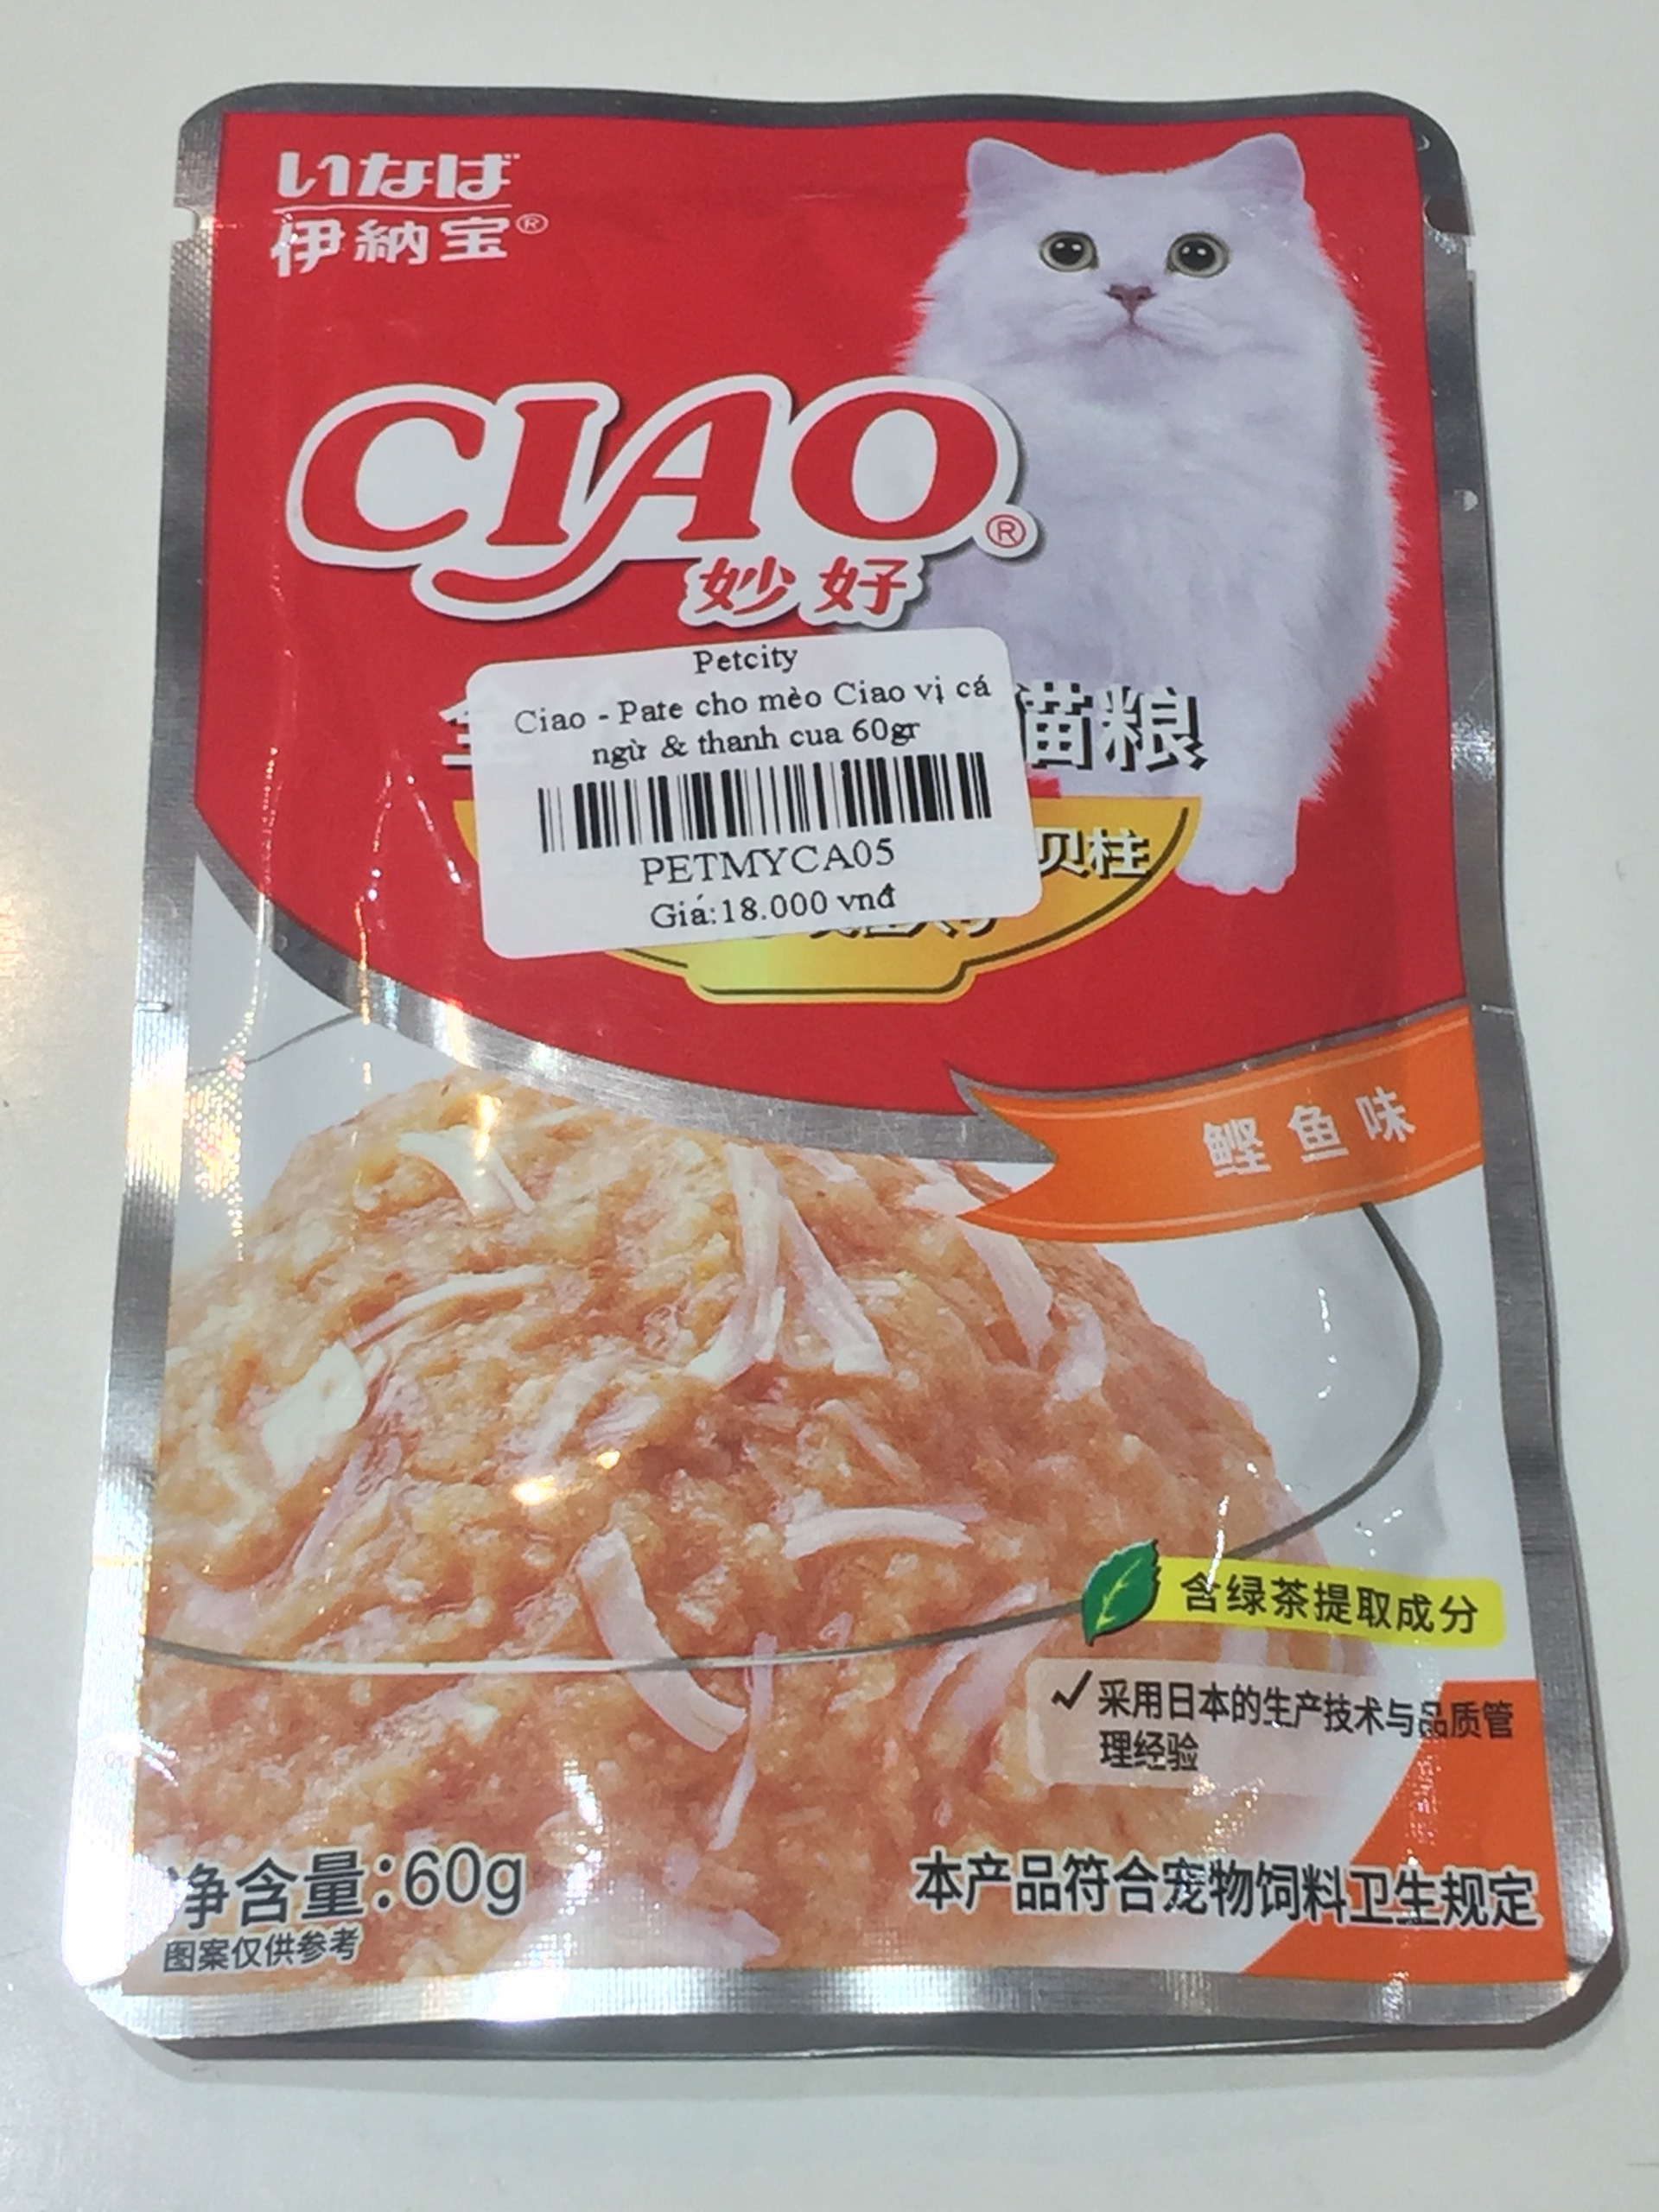 いなば
伊納宝®
CIAO®
妙好
Petcity
Ciao - Pate cho mèo Ciao vị cá
ngừ & thanh cua 60gr
猫粮
PETMYCA05
Giá:18.000 vnđ
贝柱
鲣鱼味
含绿茶提取成分
✓采用日本的生产技术与品质管
理经验
净含量:60g
图案仅供参考
本产品符合宠物饲料卫生规定